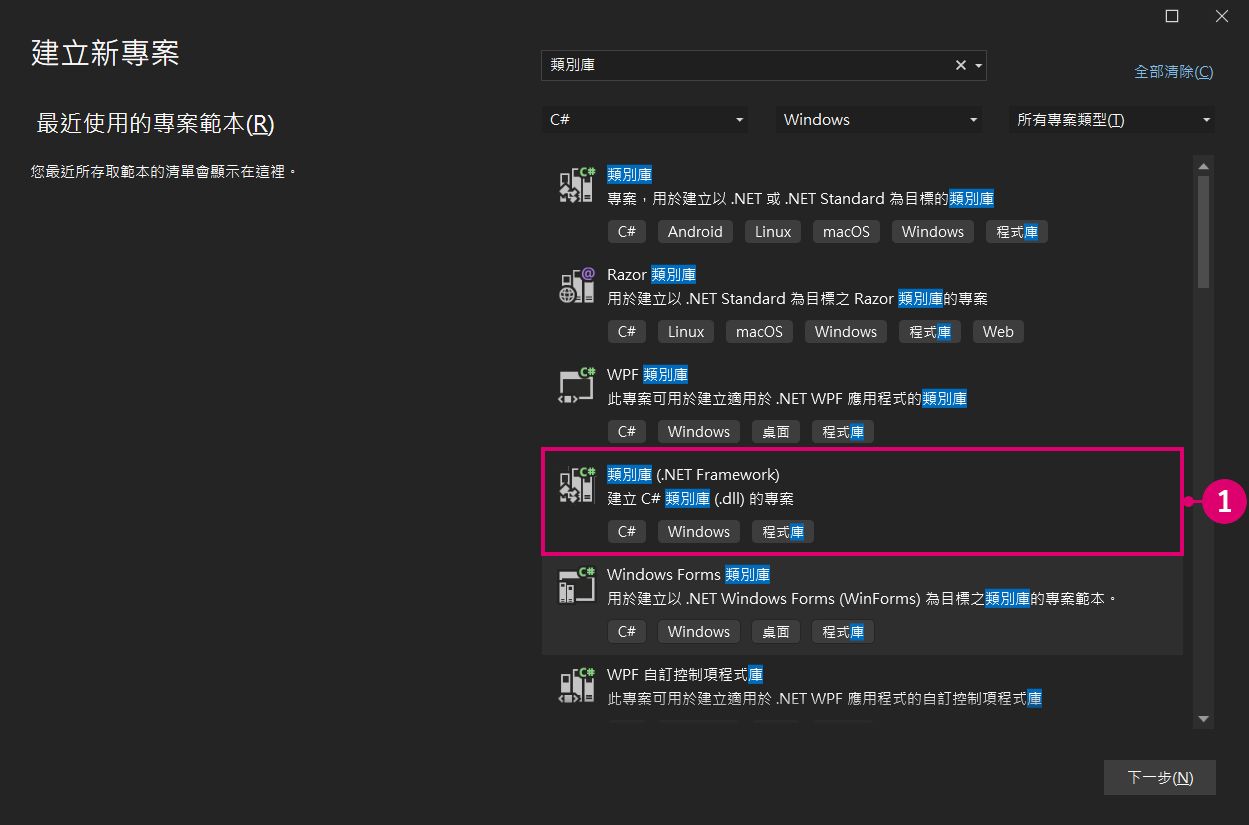 建立新專案
類別庫
全部清除(C)
最近使用的專案範本(R)
C#
Windows
所有專案類型(T)
您最近所存取範本的清單會顯示在這裡。
C#
類別庫
專案，用於建立以 .NET 或 .NET Standard 為目標的類別庫
C# Android Linux macOS Windows 程式庫
@
Razor 類別庫
用於建立以 .NET Standard 為目標之 Razor 類別庫的專案
C# Linux macOS Windows 程式庫 Web
C#
WPF 類別庫
此專案可用於建立適用於 .NET WPF 應用程式的類別庫
C# Windows 桌面 程式庫
C#
類別庫 (.NET Framework)
建立 C# 類別庫 (.dll) 的專案
C# Windows 程式庫
1
C#
Windows Forms 類別庫
用於建立以 .NET Windows Forms (WinForms) 為目標之類別庫的專案範本。
C# Windows 桌面 程式庫
C#
WPF 自訂控制項程式庫
此專案可用於建立適用於 .NET WPF 應用程式的自訂控制項程式庫
下一步(N)